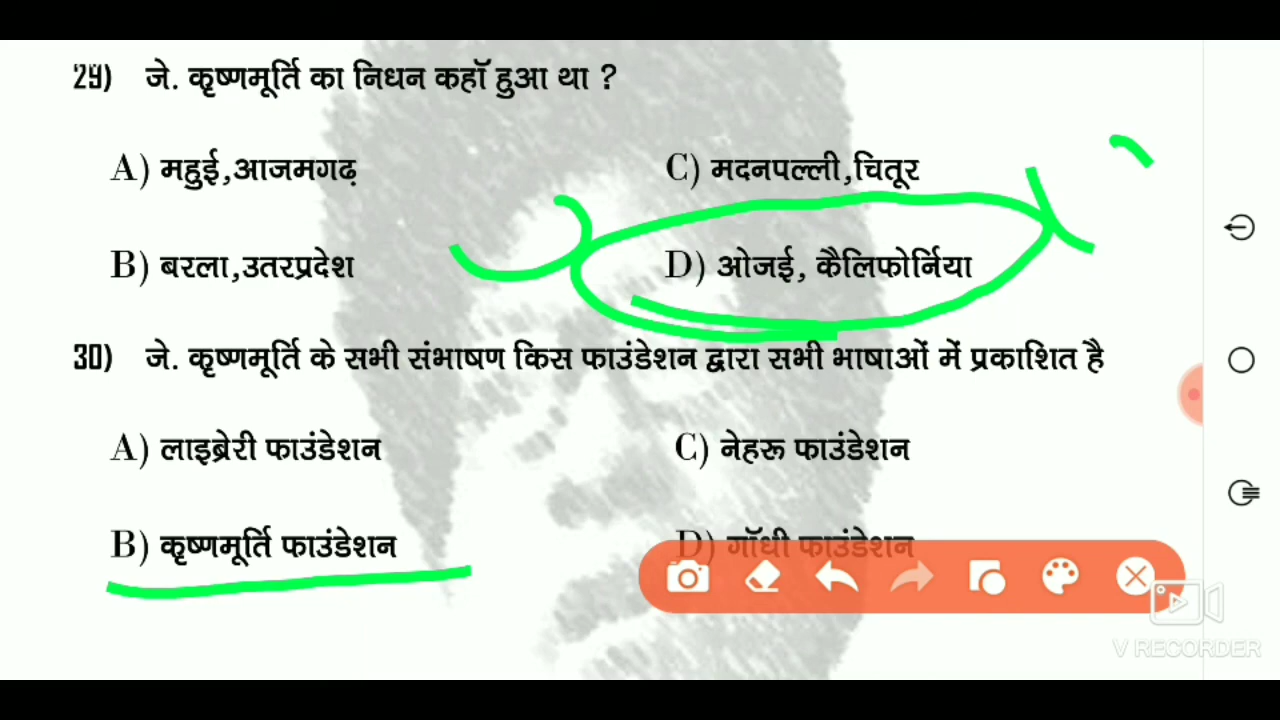 29) जे. कृष्णमूर्ति का निधन कहाॅ हुआ था ?
A) महुई,आजमगढ़
C) मदनपल्ली,चितूर
B) बरला,उतरप्रदेश
D) ओजई, कैलिफोर्निया
30) जे. कृष्णमूर्ति के सभी संभाषण किस फाउंडेशन द्वारा सभी भाषाओं में प्रकाशित है
A) लाइब्रेरी फाउंडेशन
C) नेहरू फाउंडेशन
B) कृष्णमूर्ति फाउंडेशन
D) गाॅधी फाउंडेशन
V RECORDER